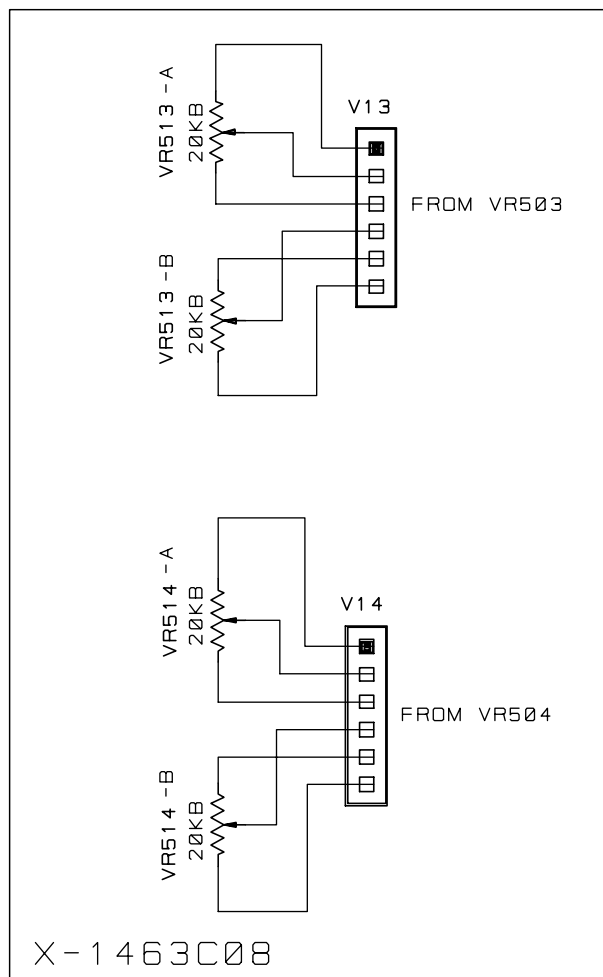 VR513-A
20KB
V13
FROM VR503
VR513-B
20KB
VR514-A
20KB
V14
FROM VR504
VR514-B
20KB
X-1463C08